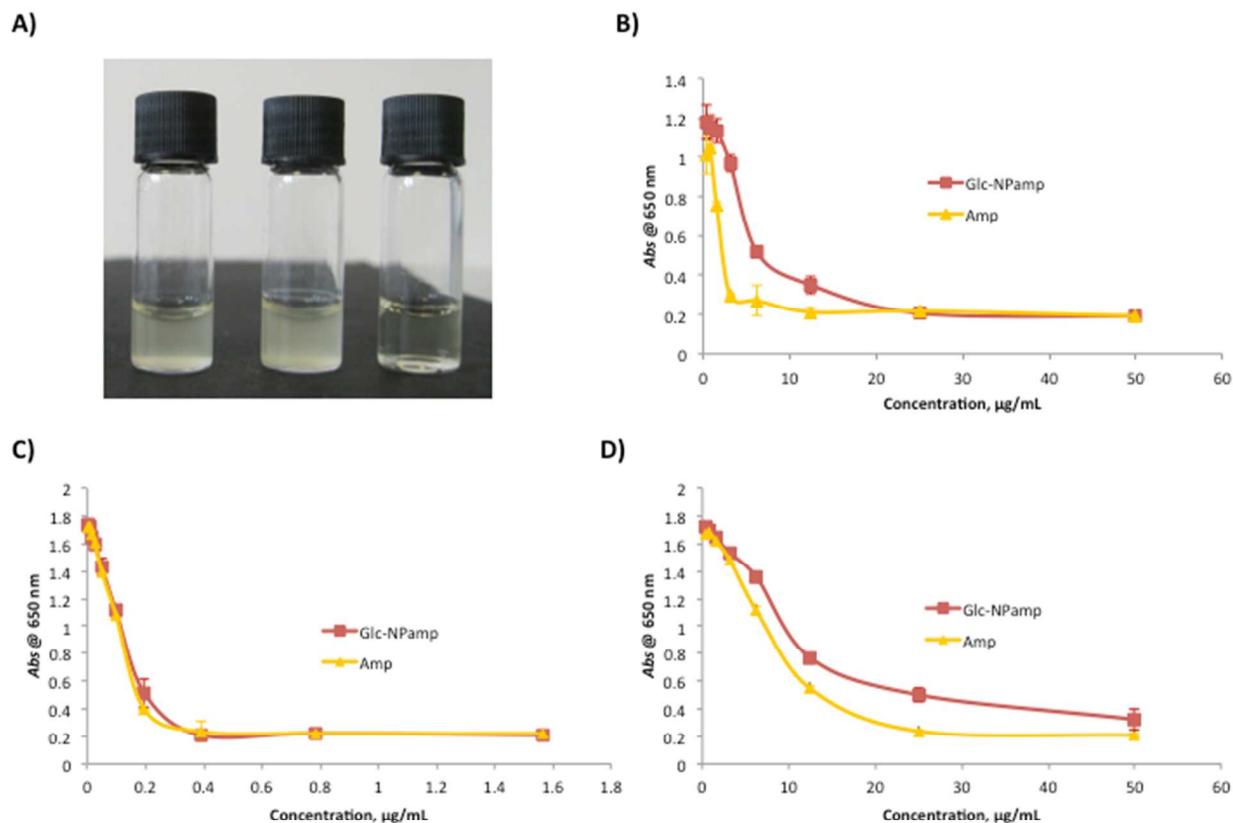 A)
B)
1.4
1.2
1
0.8
0.6
0.4
0.2
0
Abs @ 650 nm
Glc-NPamp
Amp
0 10 20 30 40 50 60
Concentration, µg/mL
C)
2
1.8
1.6
1.4
1.2
1
0.8
0.6
0.4
0.2
0
Abs @ 650 nm
Glc-NPamp
Amp
0 0.2 0.4 0.6 0.8 1 1.2 1.4 1.6 1.8
Concentration, µg/mL
D)
2
1.8
1.6
1.4
1.2
1
0.8
0.6
0.4
0.2
0
Abs @ 650 nm
Glc-NPamp
Amp
0 10 20 30 40 50 60
Concentration, µg/mL